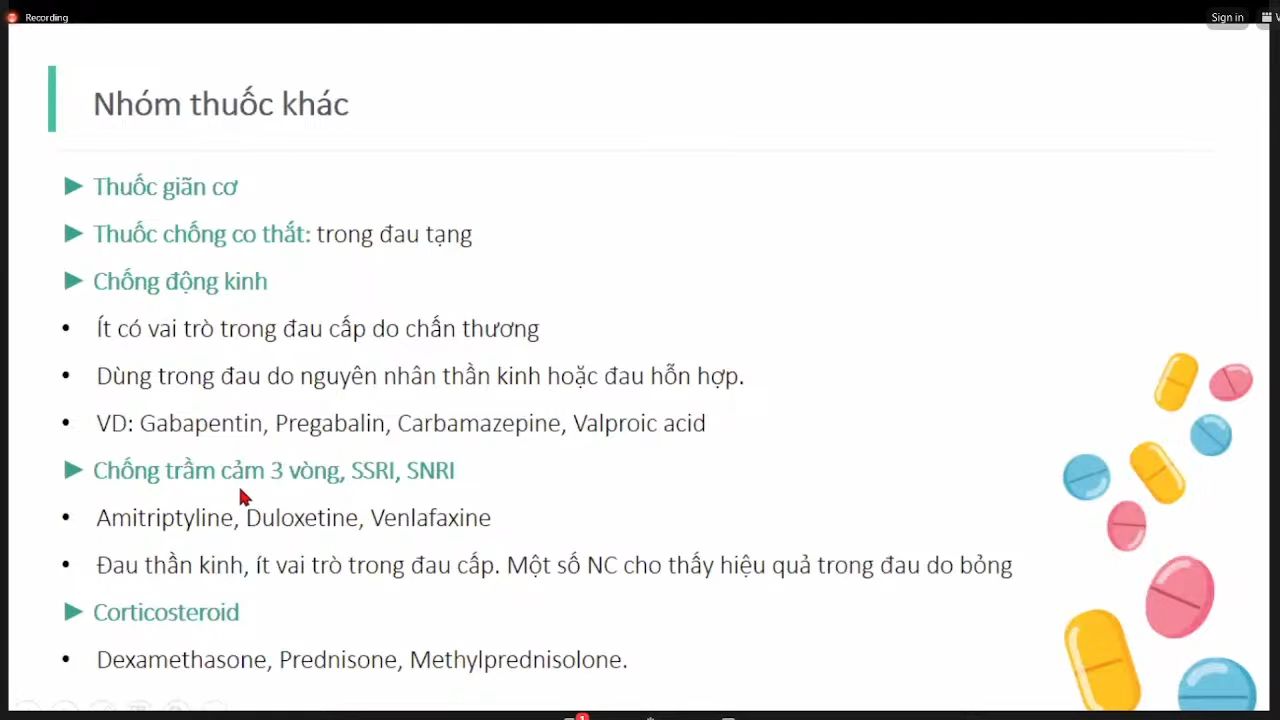 Recording
Sign in
Nhóm thuốc khác
► Thuốc giãn cơ
► Thuốc chống co thắt: trong đau tạng
► Chống động kinh
• Ít có vai trò trong đau cấp do chấn thương
• Dùng trong đau do nguyên nhân thần kinh hoặc đau hỗn hợp.
• VD: Gabapentin, Pregabalin, Carbamazepine, Valproic acid
► Chống trầm cảm 3 vòng, SSRI, SNRI
• Amitriptyline, Duloxetine, Venlafaxine
• Đau thần kinh, ít vai trò trong đau cấp. Một số NC cho thấy hiệu quả trong đau do bỏng
► Corticosteroid
• Dexamethasone, Prednisone, Methylprednisolone.